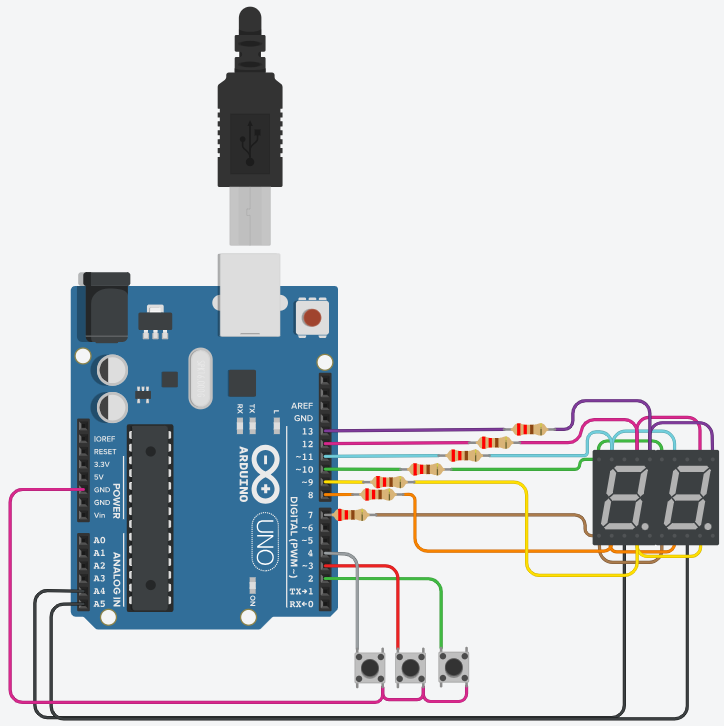 AREF
GND
13
12
~11
~10
~9
8
7
~6
~5
4
~3
2
TX→1
RX←0
IOREF
RESET
3.3V
5V
GND
GND
Vin
A0
A1
A2
A3
A4
A5
POWER
ANALOG IN
RX
TX
L
ARDUINO
UNO
DIGITAL (PWM~)
ON
8.8.